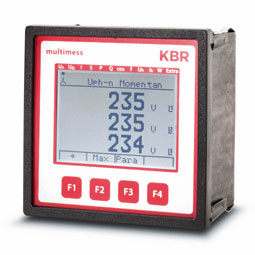 multimess
KBR
Uph-n Momentan
235 V
235 V
234 V
→ Max Para
F1 F2 F3 F4